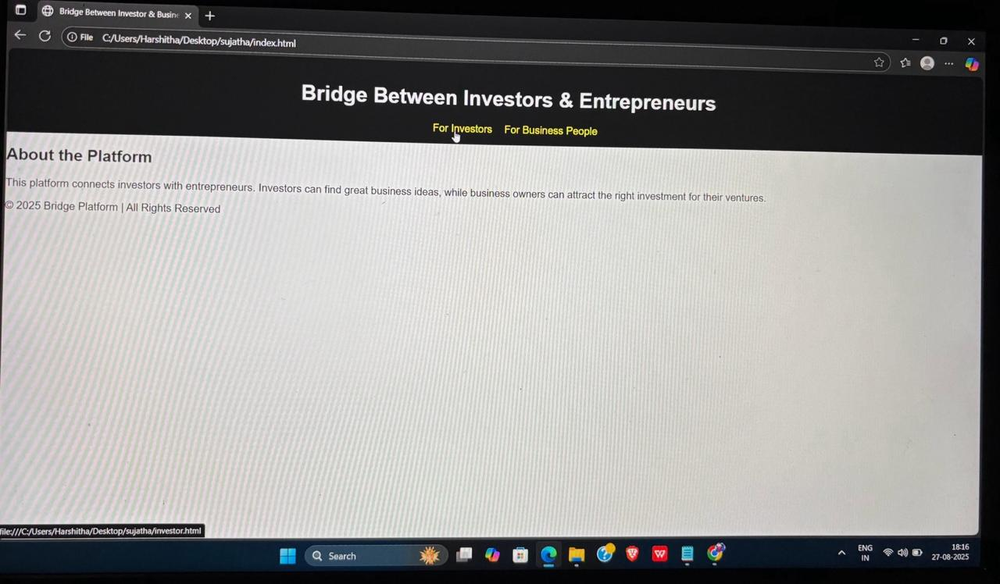 Bridge Between Investor & Busin
File C:/Users/Harshitha/Desktop/sujatha/index.html
Bridge Between Investors & Entrepreneurs
For Investors For Business People
About the Platform
This platform connects investors with entrepreneurs. Investors can find great business ideas, while business owners can attract the right investment for their ventures.
© 2025 Bridge Platform | All Rights Reserved
file:///C:/Users/Harshitha/Desktop/sujatha/investor.html
Search
W
ENG
IN
18:16
27-08-2025